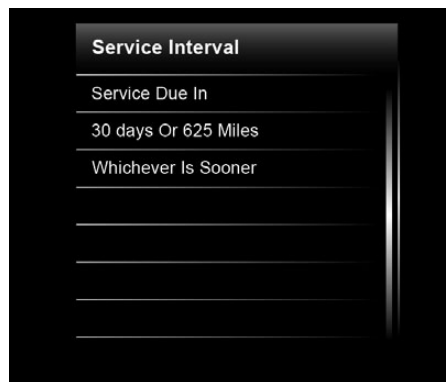 Service Interval
Service Due In
30 days Or 625 Miles
Whichever Is Sooner